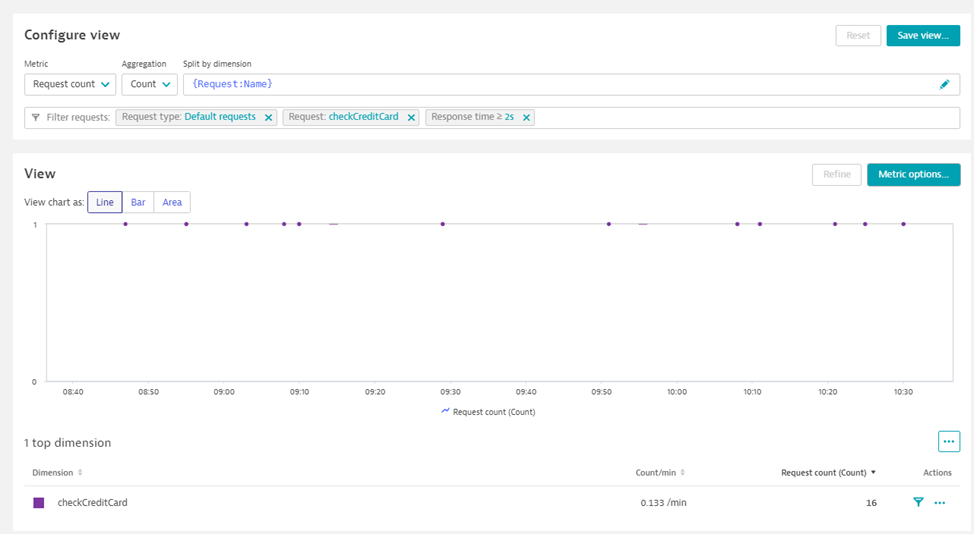 Configure view
Reset
Save view...
Metric
Aggregation
Split by dimension
Request count
Count
{Request:Name}
Filter requests:
Request type: Default requests
Request: checkCreditCard
Response time ≥ 2s
View
Refine
Metric options...
View chart as:
Line
Bar
Area
1
0
08:40 08:50 09:00 09:10 09:20 09:30 09:40 09:50 10:00 10:10 10:20 10:30
Request count (Count)
1 top dimension
Dimension
Count/min
Request count (Count)
Actions
checkCreditCard
0.133 /min
16